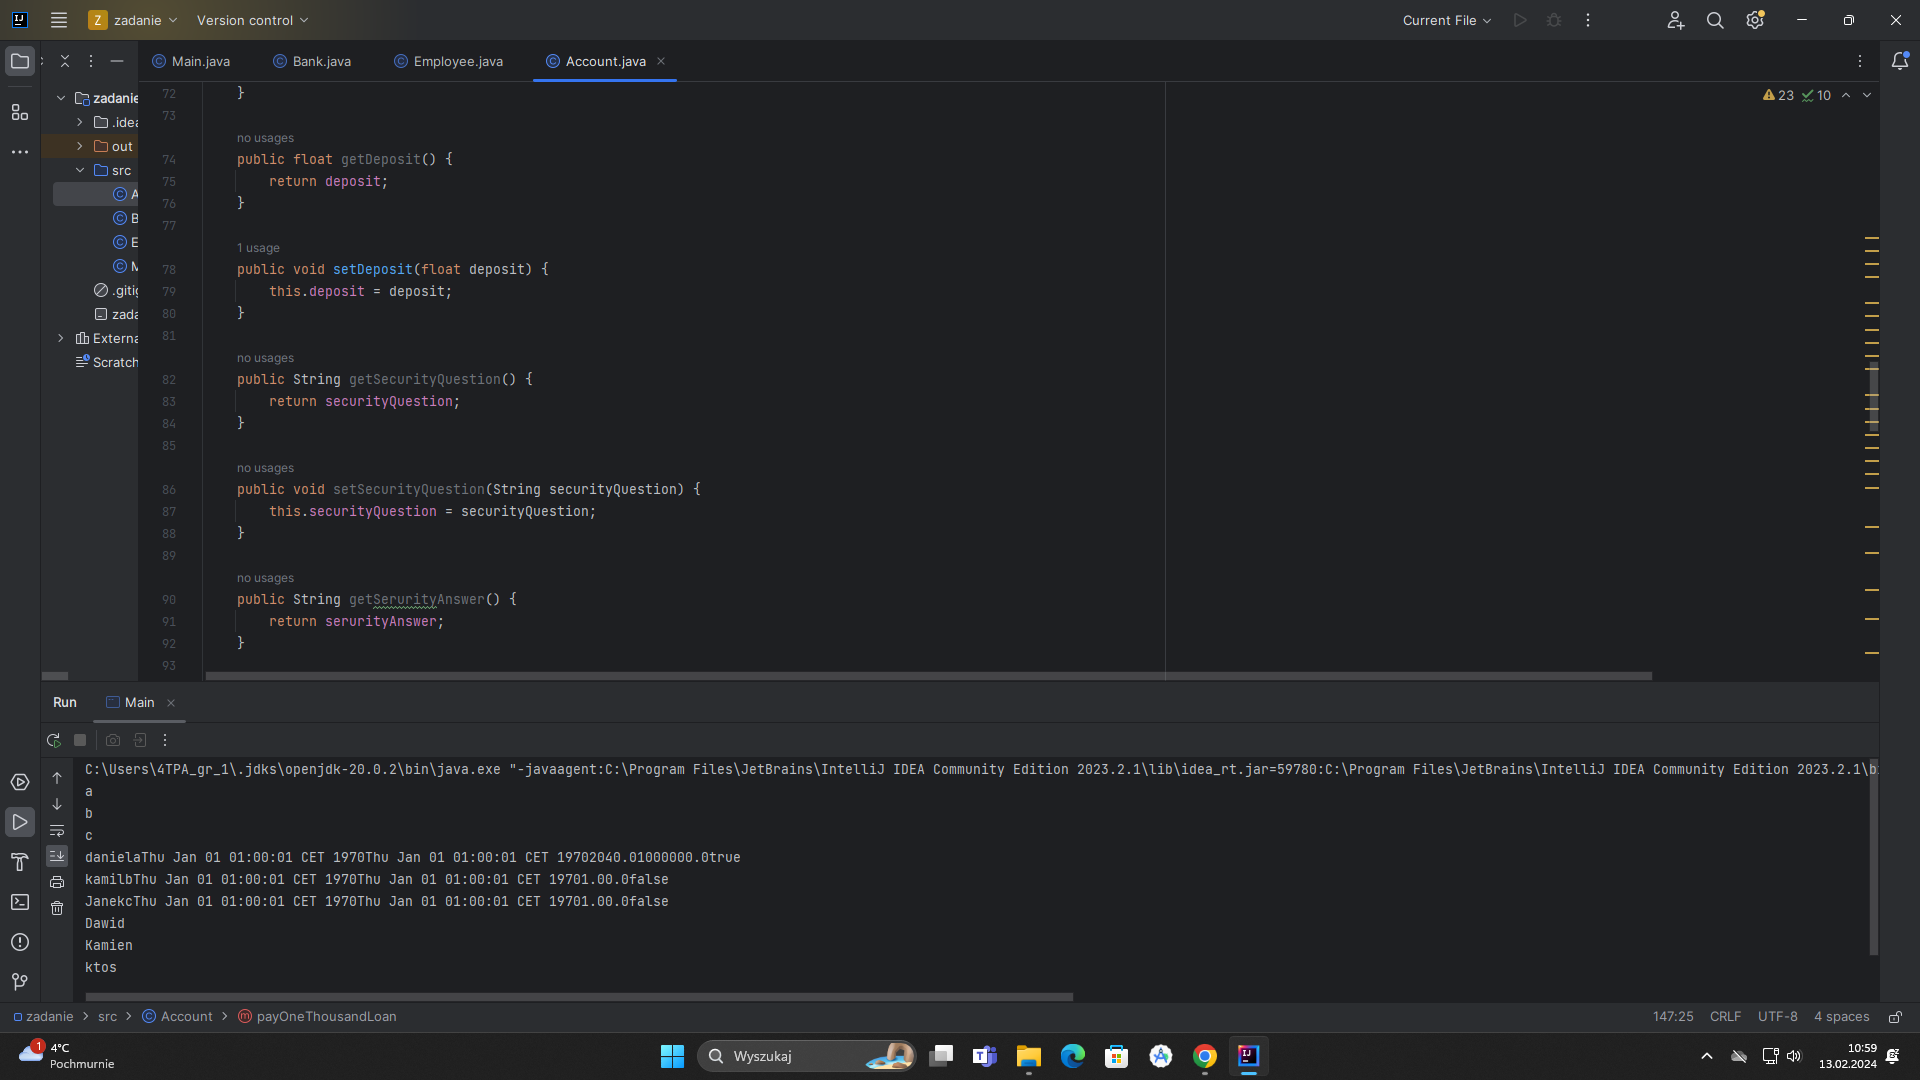 Z zadanie Version control Current File
Main.java Bank.java Employee.java Account.java
zadanie
.idea
out
src
A
B
E
M
.gitig
zada
Externa
Scratch
23 10
72 }
73
no usages
74 public float getDeposit() {
75 return deposit;
76 }
77
1 usage
78 public void setDeposit(float deposit) {
79 this.deposit = deposit;
80 }
81
no usages
82 public String getSecurityQuestion() {
83 return securityQuestion;
84 }
85
no usages
86 public void setSecurityQuestion(String securityQuestion) {
87 this.securityQuestion = securityQuestion;
88 }
89
no usages
90 public String getSerurityAnswer() {
91 return serurityAnswer;
92 }
93
Run Main
C:\Users\4TPA_gr_1\.jdks\openjdk-20.0.2\bin\java.exe "-javaagent:C:\Program Files\JetBrains\IntelliJ IDEA Community Edition 2023.2.1\lib\idea_rt.jar=59780:C:\Program Files\JetBrains\IntelliJ IDEA Community Edition 2023.2.1\b
a
b
c
danielaThu Jan 01 01:00:01 CET 1970Thu Jan 01 01:00:01 CET 19702040.01000000.0true
kamilbThu Jan 01 01:00:01 CET 1970Thu Jan 01 01:00:01 CET 19701.00.0false
JanekcThu Jan 01 01:00:01 CET 1970Thu Jan 01 01:00:01 CET 19701.00.0false
Dawid
Kamien
ktos
zadanie > src > Account > payOneThousandLoan 147:25 CRLF UTF-8 4 spaces
1 4°C
Pochmurnie
Wyszukaj
10:59
13.02.2024